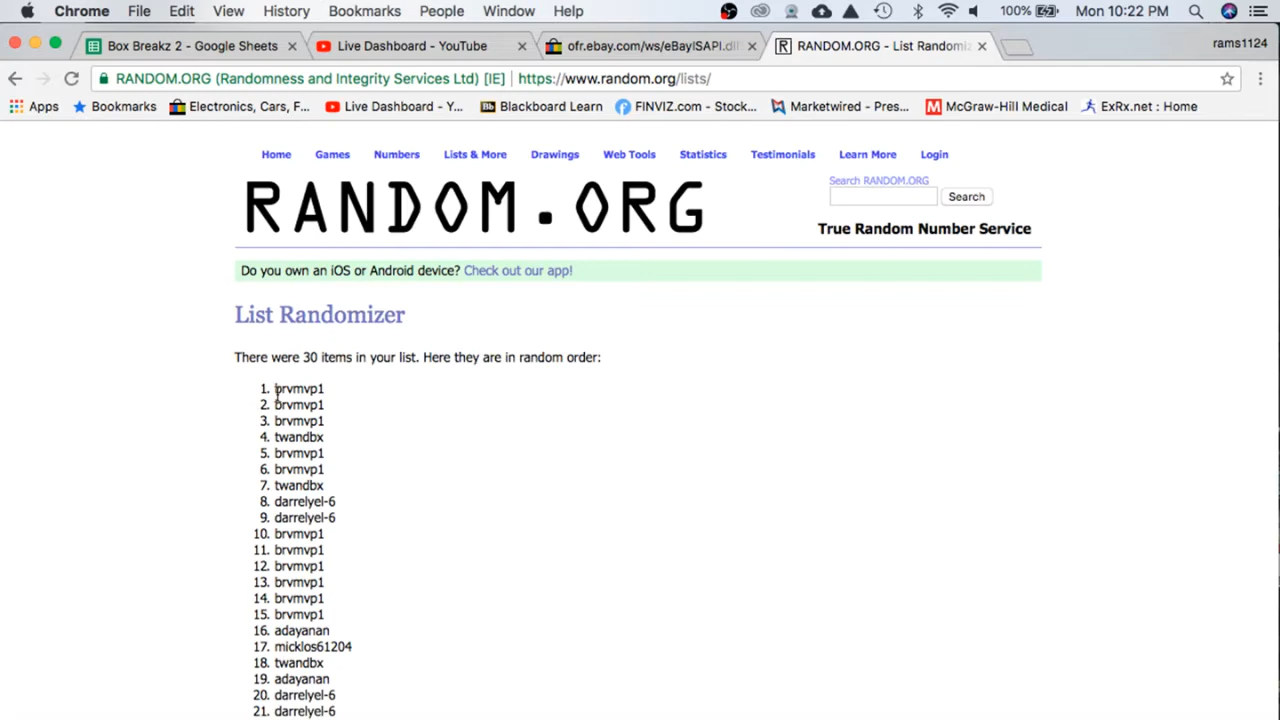 Chrome File Edit View History Bookmarks People Window Help 100% Mon 10:22 PM
Box Breakz 2 - Google Sheets Live Dashboard - YouTube ofr.ebay.com/ws/eBayISAPI.dl RANDOM.ORG - List Randomiz rams1124
RANDOM.ORG (Randomness and Integrity Services Ltd) [IE] https://www.random.org/lists/
Apps Bookmarks Electronics, Cars, F... Live Dashboard - Y... Bb Blackboard Learn FINVIZ.com - Stock... Marketwired - Pres... McGraw-Hill Medical ExRx.net : Home
Home Games Numbers Lists & More Drawings Web Tools Statistics Testimonials Learn More Login
Search RANDOM.ORG
RANDOM.ORG
Search
True Random Number Service
Do you own an iOS or Android device? Check out our app!
List Randomizer
There were 30 items in your list. Here they are in random order:
1. brvmvp1
2. brvmvp1
3. brvmvp1
4. twandbx
5. brvmvp1
6. brvmvp1
7. twandbx
8. darrelyel-6
9. darrelyel-6
10. brvmvp1
11. brvmvp1
12. brvmvp1
13. brvmvp1
14. brvmvp1
15. brvmvp1
16. adayanan
17. micklos61204
18. twandbx
19. adayanan
20. darrelyel-6
21. darrelyel-6